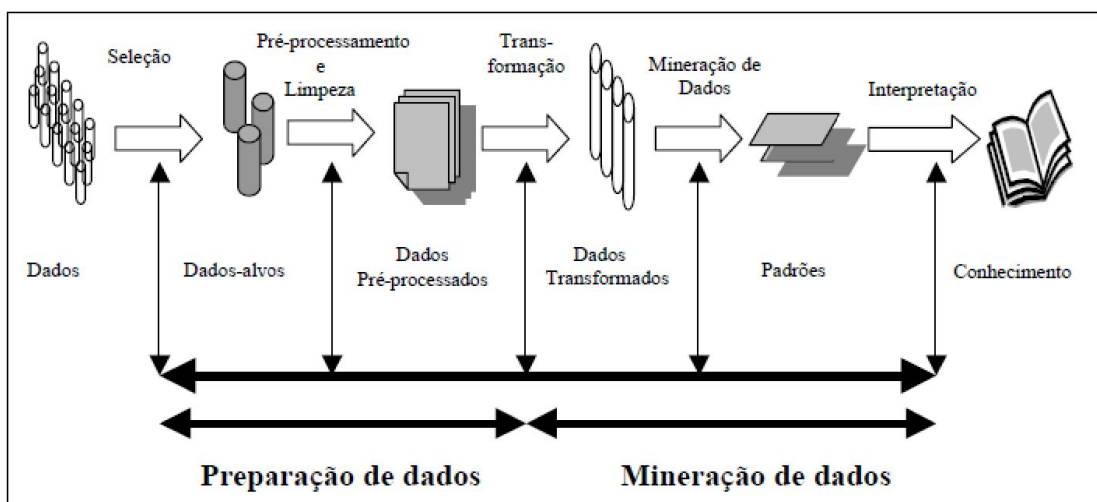 Seleção
Pré-processamento
e
Limpeza
Trans-
formação
Mineração de
Dados
Interpretação
Dados
Dados-alvos
Dados
Pré-processados
Dados
Transformados
Padrões
Conhecimento
Preparação de dados
Mineração de dados